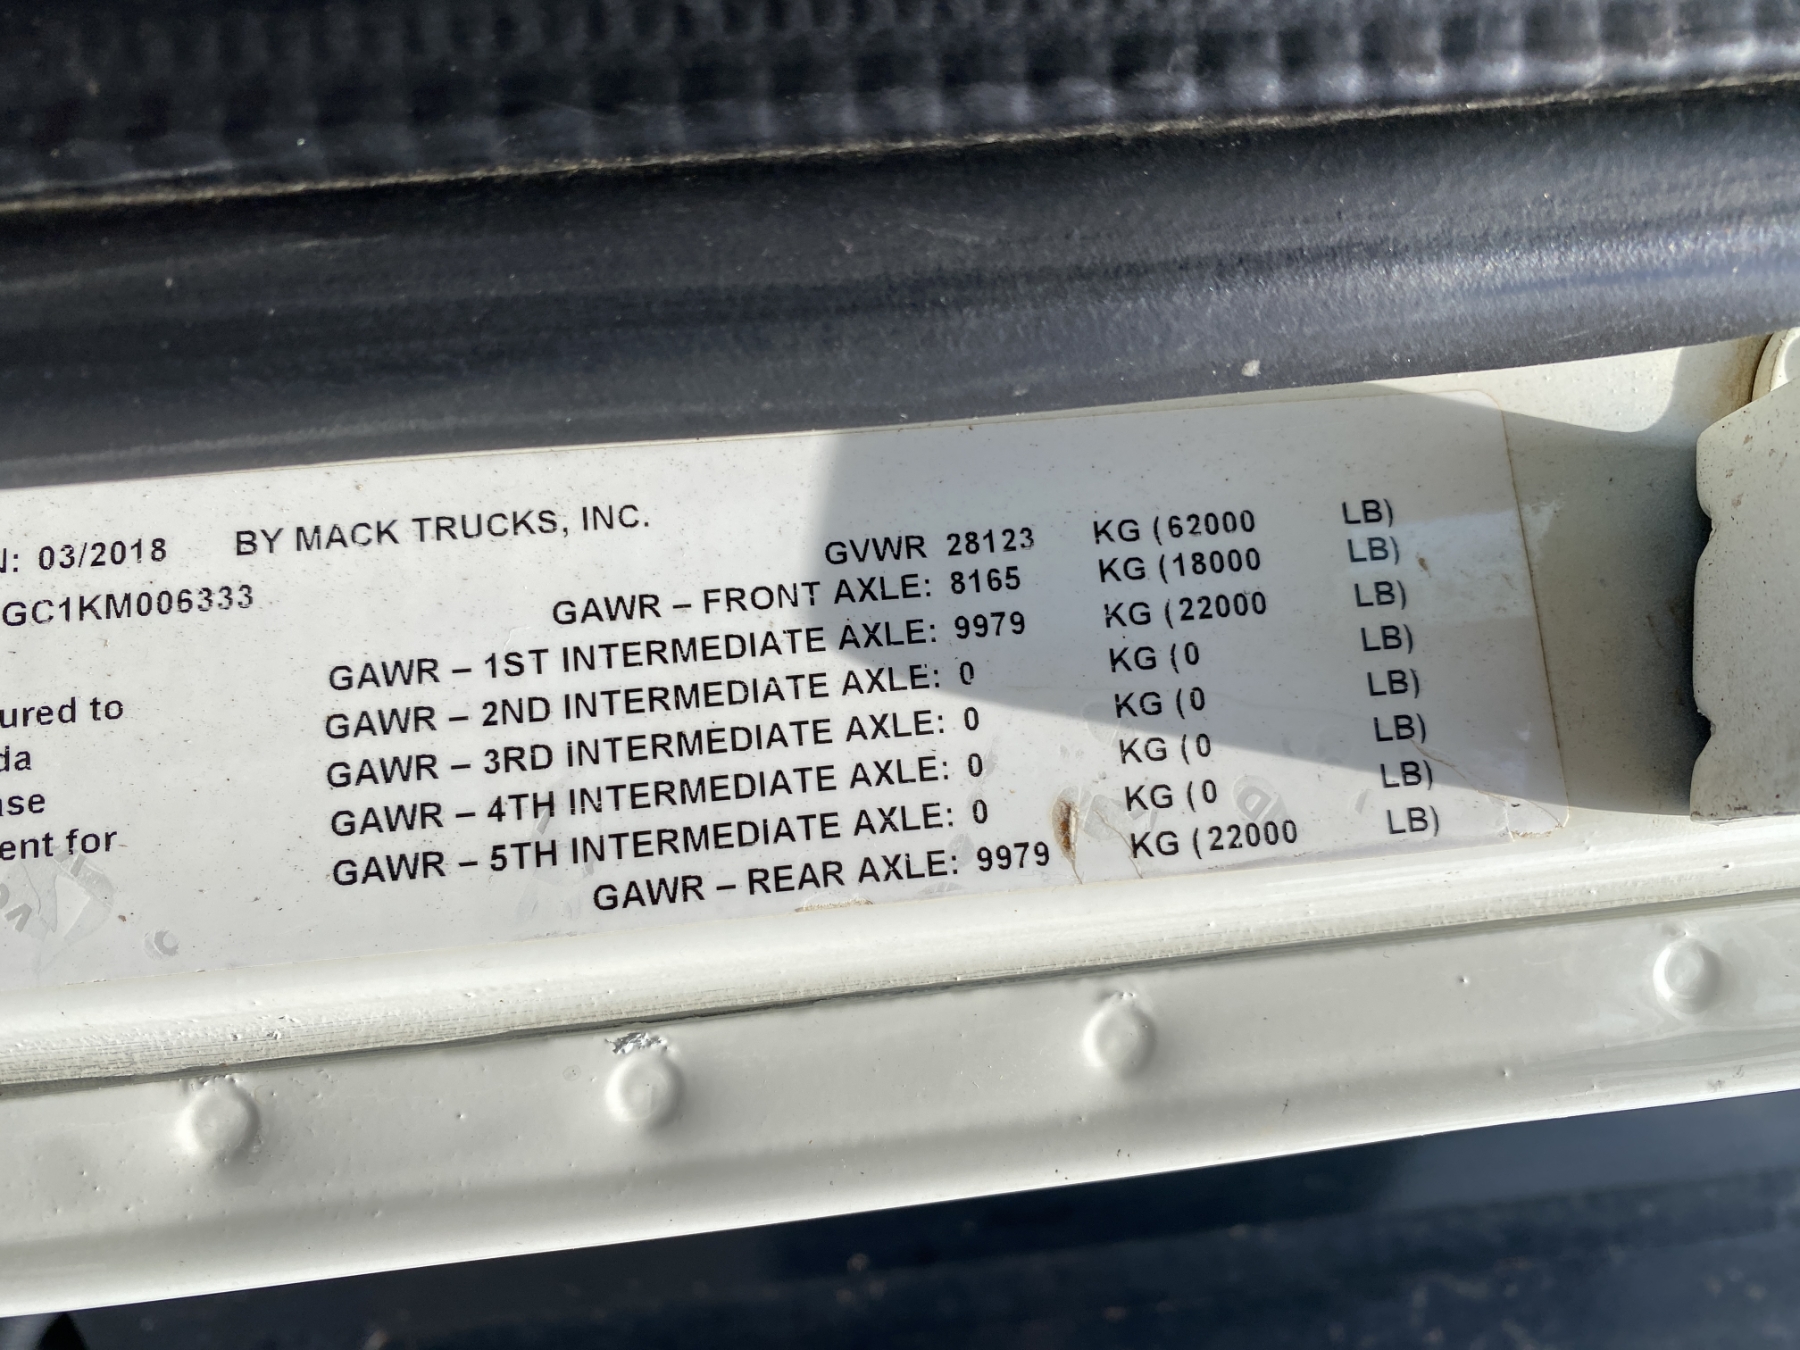 N: 03/2018 BY MACK TRUCKS, INC.
GVWR 28123 KG (62000 LB)
GC1KM006333
GAWR – FRONT AXLE: 8165 KG (18000 LB)
GAWR – 1ST INTERMEDIATE AXLE: 9979 KG (22000 LB)
GAWR – 2ND INTERMEDIATE AXLE: 0 KG (0 LB)
ured to
GAWR – 3RD INTERMEDIATE AXLE: 0 KG (0 LB)
da
GAWR – 4TH INTERMEDIATE AXLE: 0 KG (0 LB)
use
GAWR – 5TH INTERMEDIATE AXLE: 0 KG (0 LB)
ent for
GAWR – REAR AXLE: 9979 KG (22000 LB)